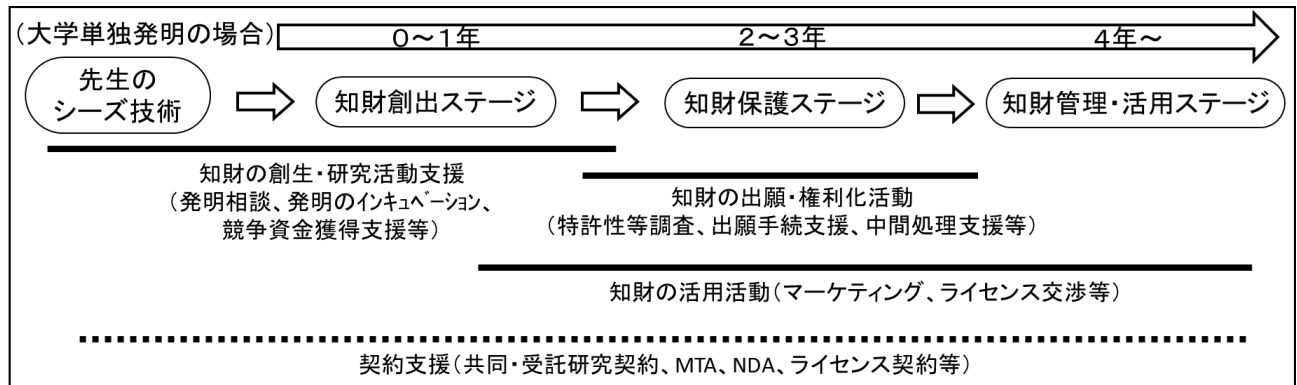 (大学単独発明の場合)
0～1年
2～3年
4年～
先生の
シーズ技術
知財創出ステージ
知財保護ステージ
知財管理・活用ステージ
知財の創生・研究活動支援
(発明相談、発明のインキュベーション、
競争資金獲得支援等)
知財の出願・権利化活動
(特許性等調査、出願手続支援、中間処理支援等)
知財の活用活動(マーケティング、ライセンス交渉等)
契約支援(共同・受託研究契約、MTA、NDA、ライセンス契約等)